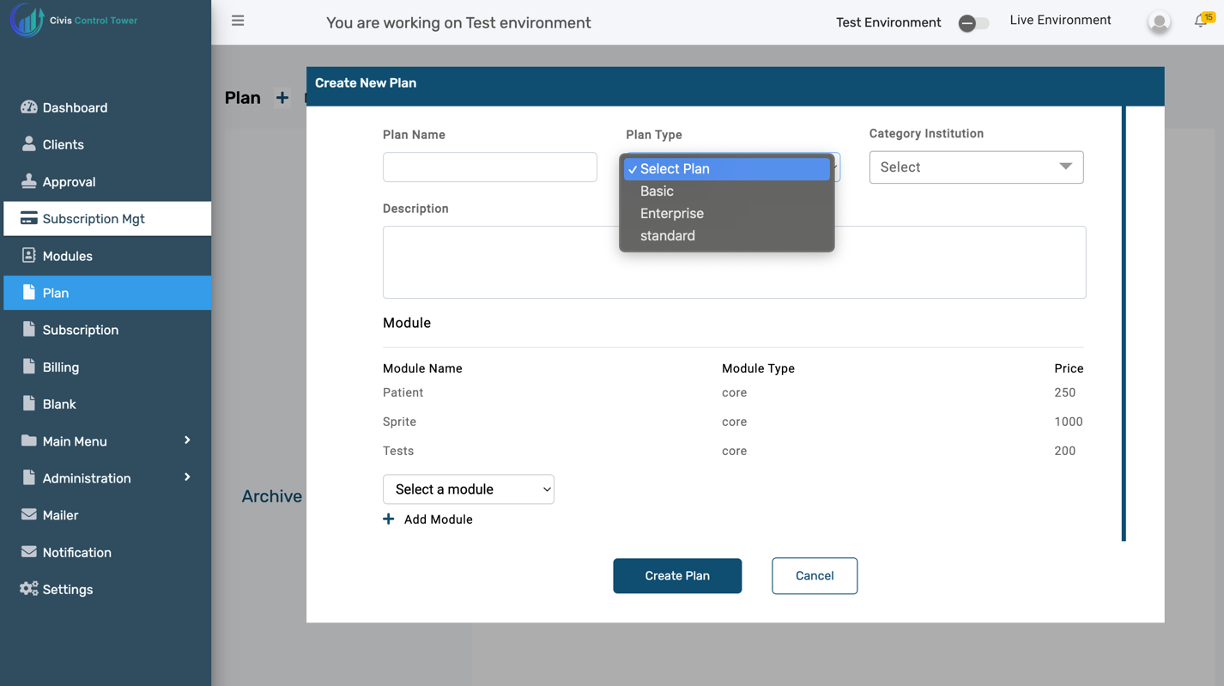 Civis Control Tower
You are working on Test environment
Test Environment
Live Environment
15
Dashboard
Clients
Approval
Subscription Mgt
Modules
Plan
Subscription
Billing
Blank
Main Menu
Administration
Mailer
Notification
Settings
Plan
Archive
Create New Plan
Plan Name
Plan Type
Category Institution
✓ Select Plan
Basic
Enterprise
standard
Select
Description
Module
Module Name Module Type Price
Patient core 250
Sprite core 1000
Tests core 200
Select a module
+ Add Module
Create Plan
Cancel